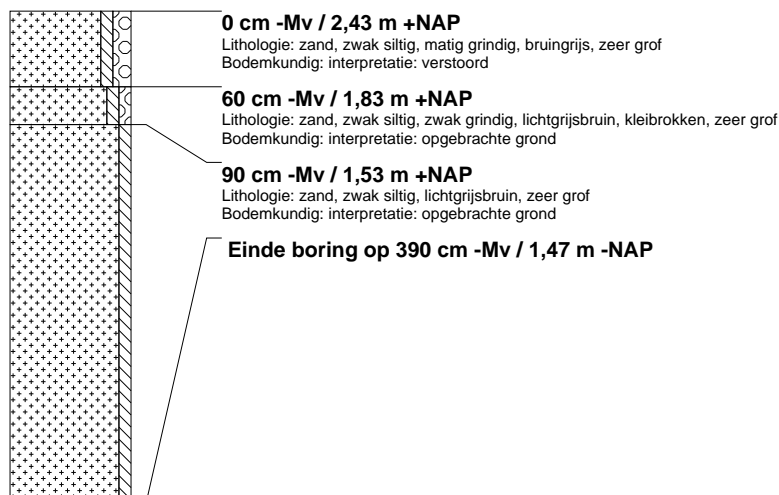 0 cm -Mv / 2,43 m +NAP
Lithologie: zand, zwak siltig, matig grindig, bruingrijs, zeer grof
Bodemkundig: interpretatie: verstoord
60 cm -Mv / 1,83 m +NAP
Lithologie: zand, zwak siltig, zwak grindig, lichtgrijsbruin, kleibrokken, zeer grof
Bodemkundig: interpretatie: opgebrachte grond
90 cm -Mv / 1,53 m +NAP
Lithologie: zand, zwak siltig, lichtgrijsbruin, zeer grof
Bodemkundig: interpretatie: opgebrachte grond
Einde boring op 390 cm -Mv / 1,47 m -NAP